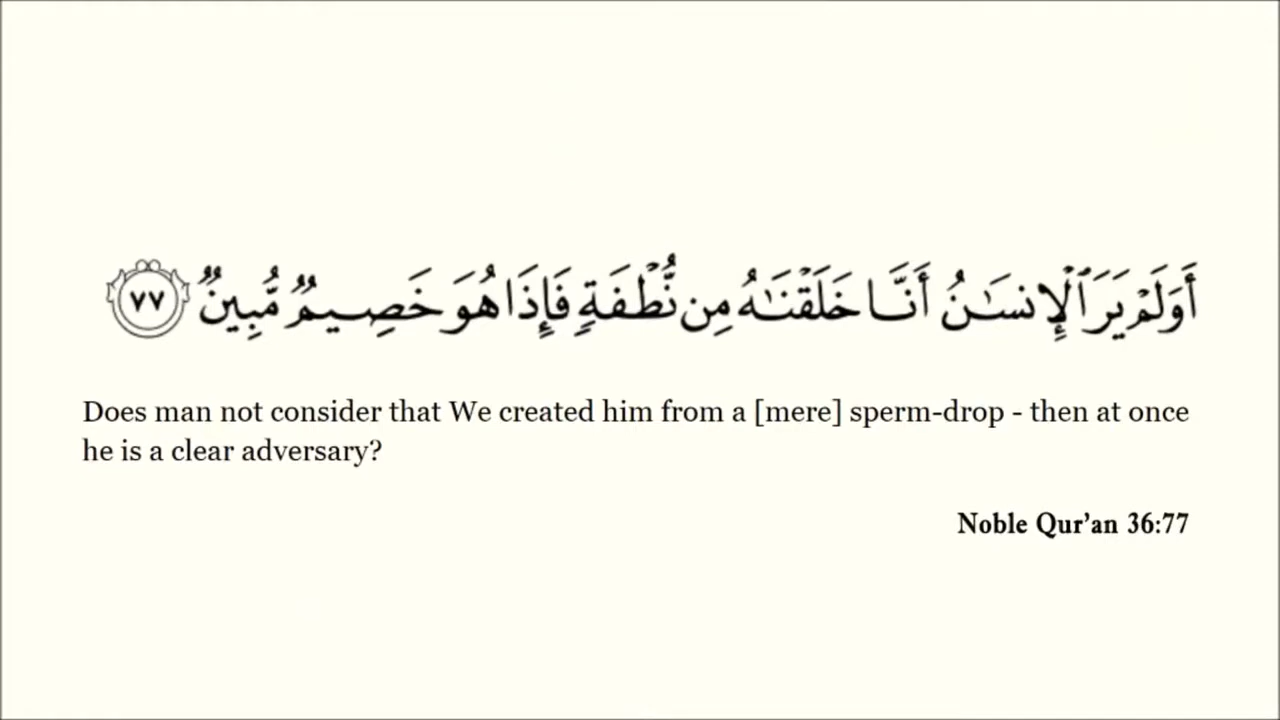 أَوَلَمْ يَرَ ٱلْإِنسَـٰنُ أَنَّا خَلَقْنَـٰهُ مِن نُّطْفَةٍ فَإِذَا هُوَ خَصِيمٌ مُّبِينٌ ٧٧
Does man not consider that We created him from a [mere] sperm-drop - then at once
he is a clear adversary?
Noble Qur’an 36:77